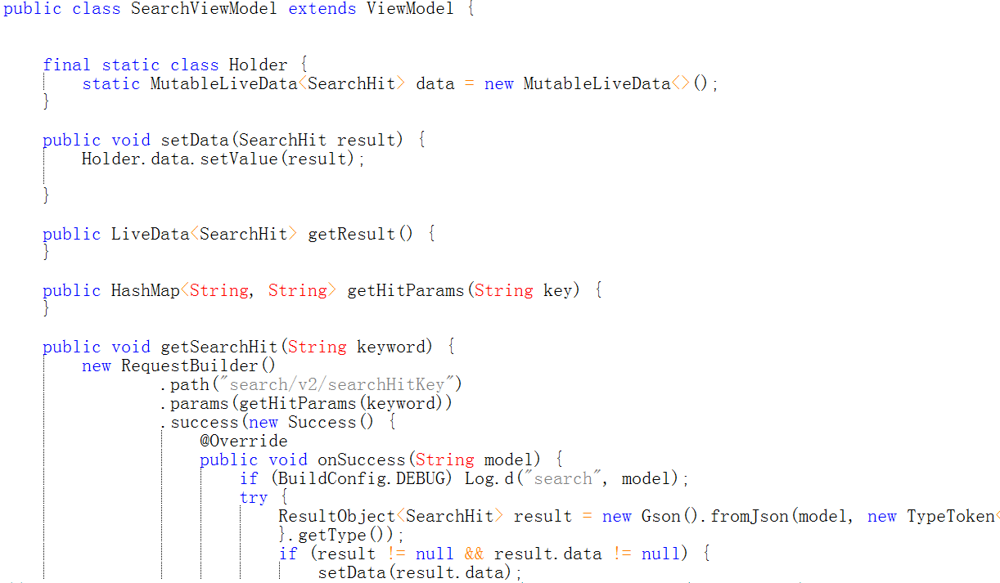 public class SearchViewModel extends ViewModel {
final static class Holder {
static MutableLiveData<SearchHit> data = new MutableLiveData<>();
}
public void setData(SearchHit result) {
Holder.data.setValue(result);
}
public LiveData<SearchHit> getResult() {
}
public HashMap<String, String> getHitParams(String key) {
}
public void getSearchHit(String keyword) {
new RequestBuilder()
.path("search/v2/searchHitKey")
.params(getHitParams(keyword))
.success(new Success() {
@Override
public void onSuccess(String model) {
if (BuildConfig.DEBUG) Log.d("search", model);
try {
ResultObject<SearchHit> result = new Gson().fromJson(model, new TypeToken<
}.getType());
if (result != null && result.data != null) {
setData(result.data);